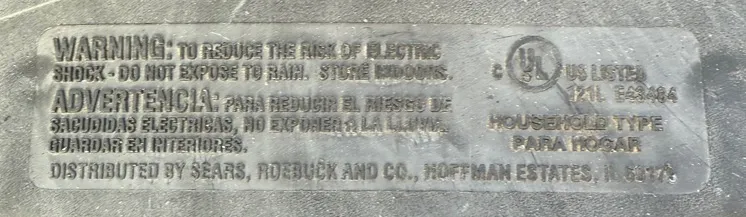 WARNING: TO REDUCE THE RISK OF ELECTRIC
SHOCK - DO NOT EXPOSE TO RAIN. STORE INDOORS.
ADVERTENCIA: PARA REDUCIR EL RIESGO DE
SACUDIDAS ELECTRICAS, NO EXPONER A LA LLUVIA.
GUARDAR EN INTERIORES.
C UL US LISTED
HOUSEHOLD TYPE
PARA HOGAR
DISTRIBUTED BY SEARS, ROEBUCK AND CO., HOFFMAN ESTATES, IL